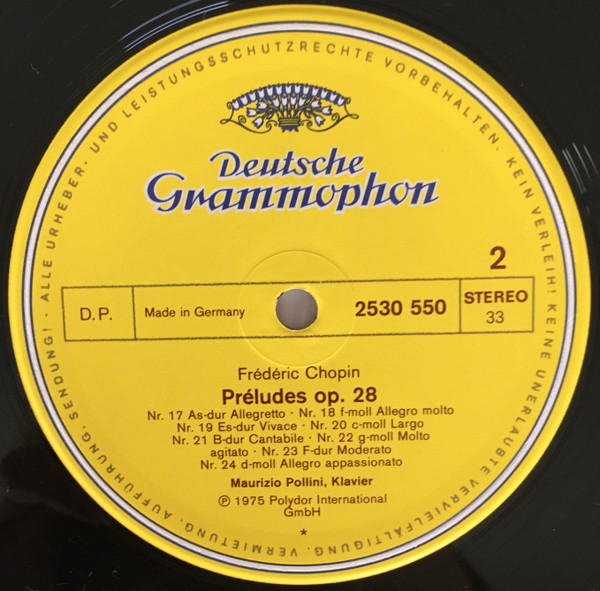 ALLE URHEBER- UND LEISTUNGSSCHUTZRECHTE VORBEHALTEN. KEIN VERLEIH! KEINE UNERLAUBTE VERVIELFÄLTIGUNG, VERMIETUNG, AUFFÜHRUNG, SENDUNG! ·
Deutsche
Grammophon
2
D.P.
Made in Germany
2530 550
STEREO
33
Frédéric Chopin
Préludes op. 28
Nr. 17 As-dur Allegretto · Nr. 18 f-moll Allegro molto
Nr. 19 Es-dur Vivace · Nr. 20 c-moll Largo
Nr. 21 B-dur Cantabile · Nr. 22 g-moll Molto
agitato · Nr. 23 F-dur Moderato
Nr. 24 d-moll Allegro appassionato
Maurizio Pollini, Klavier
℗ 1975 Polydor International
GmbH
★